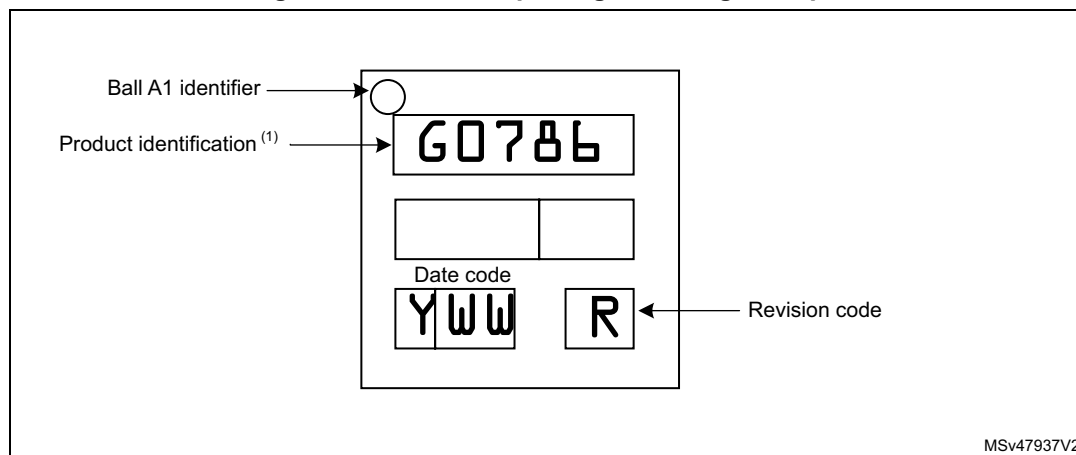 Ball A1 identifier
Product identification (1)
G0786
Date code
YWW
R
Revision code
MSv47937V2